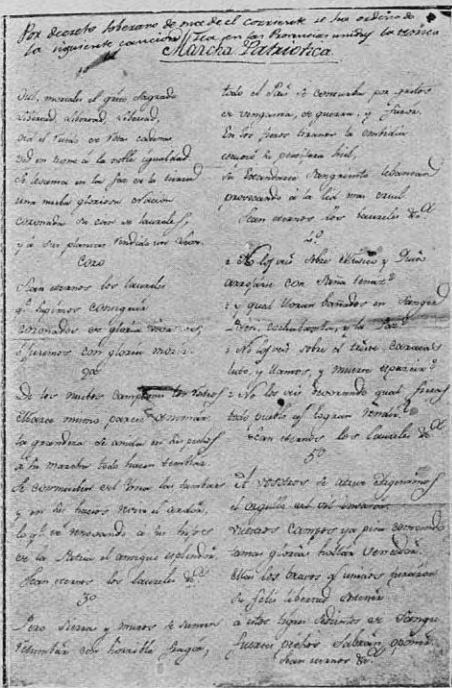 Por decreto soberano de once del corriente se ha ordenado
la siguiente cancion sea en las Provincias unidas la unica
Marcha Patriotica
Oid, mortales el grito Sagrado
Libertad, Libertad, Libertad,
Oid el ruido de rotas cadenas
ved en trono a la noble igualdad
Se levanta en la faz de la tierra
una nueva gloriosa Nacion
coronada su cien de laureles,
y a sus plantas rendido un Leon.
Coro
Sean eternos los laureles
q.e supimos conseguir
coronados de gloria vivamos,
o juremos con gloria morir.
2o
De los nuevos campeones los rostros
Marte mismo parece animar
la grandeza se anida en sus pechos
a su marcha todo hacen temblar.
Se conmueven del Inca las tumbas
y en sus huesos revive el ardor,
lo q.e ve renovando a sus hijos
de la Patria el antiguo esplendor.
Sean eternos los laureles &.
3o
Pero sierras y muros se sienten
retumbar con horrible fragor,
todo el Pais se conturba por gritos
de venganza, de guerra, y furor.
En los fieros tiranos la embidia
escupió su pestifera hiel,
su estandarte sangriento lebantan
provocando a la lid mas cruel
Sean eternos los laureles &.a
4o
¿No los veis sobre Mexico y Quito
arrojarse con saña tenaz?
¿y qual lloran bañados en sangre
Potosi, cochabamba, y la Paz?
¿No los veis sobre el triste caracas
luto, y llantos, y muerte esparcir?
¿No los veis devorando qual fieras
todo pueblo q.e logran rendir?
Sean eternos los laureles &.a
5o
A vosotros se atreve Argentinos
el orgullo del vil invasor.
vuestros campos ya pisa contando
tantas glorias hollar vencedor.
Mas los bravos q.e unidos juraron
su feliz libertad sostener
a estos tigres sedientos de sangre
fuertes pechos sabrán oponer
Sean eternos &.a